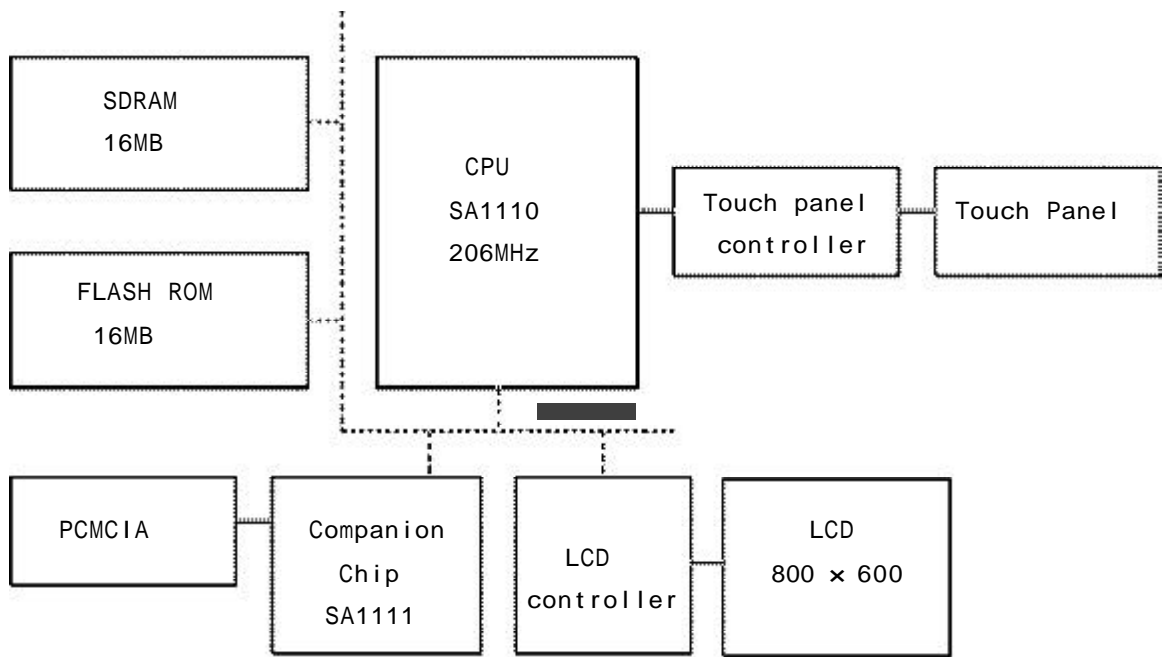 SDRAM
16MB
CPU
SA1110
206MHz
Touch panel
controller
Touch Panel
FLASH ROM
16MB
PCMCIA
Companion
Chip
SA1111
LCD
controller
LCD
800 × 600